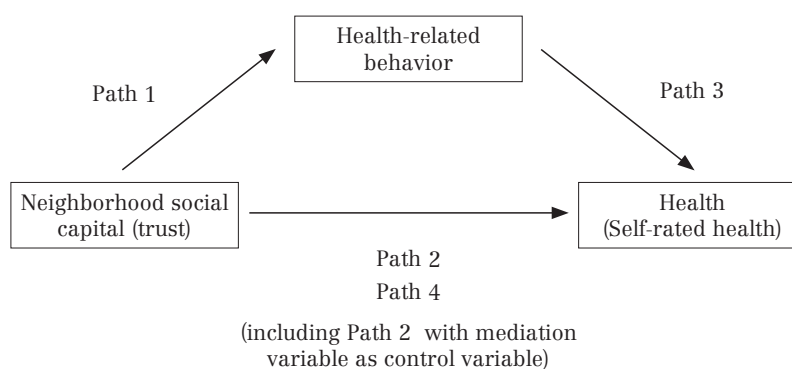 Health-related
behavior
Path 1
Path 3
Neighborhood social
capital (trust)
Health
(Self-rated health)
Path 2
Path 4
(including Path 2 with mediation
variable as control variable)